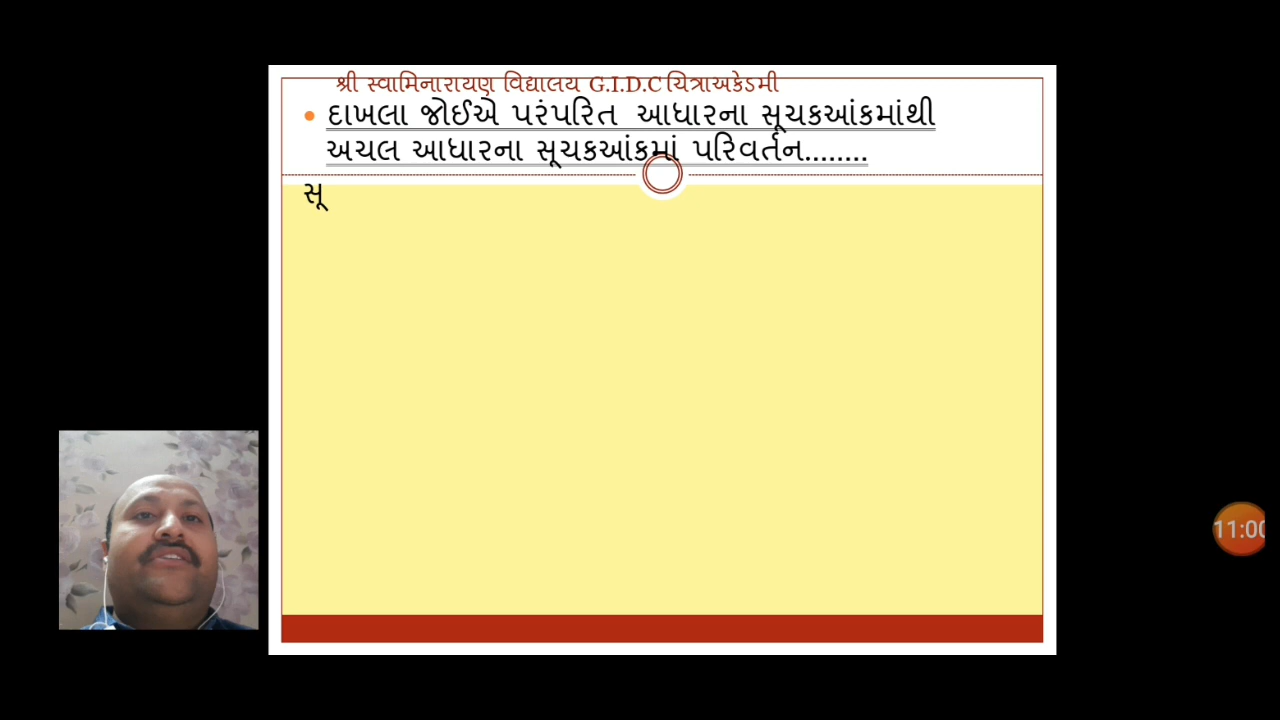 શ્રી સ્વામિનારાયણ વિદ્યાલય G.I.D.C ચિત્રાઅકેડમી
દાખલા જોઈએ પરંપરિત આધારના સૂચકઆંકમાંથી
અચલ આધારના સૂચકઆંકમાં પરિવર્તન........
સૂ
11:00